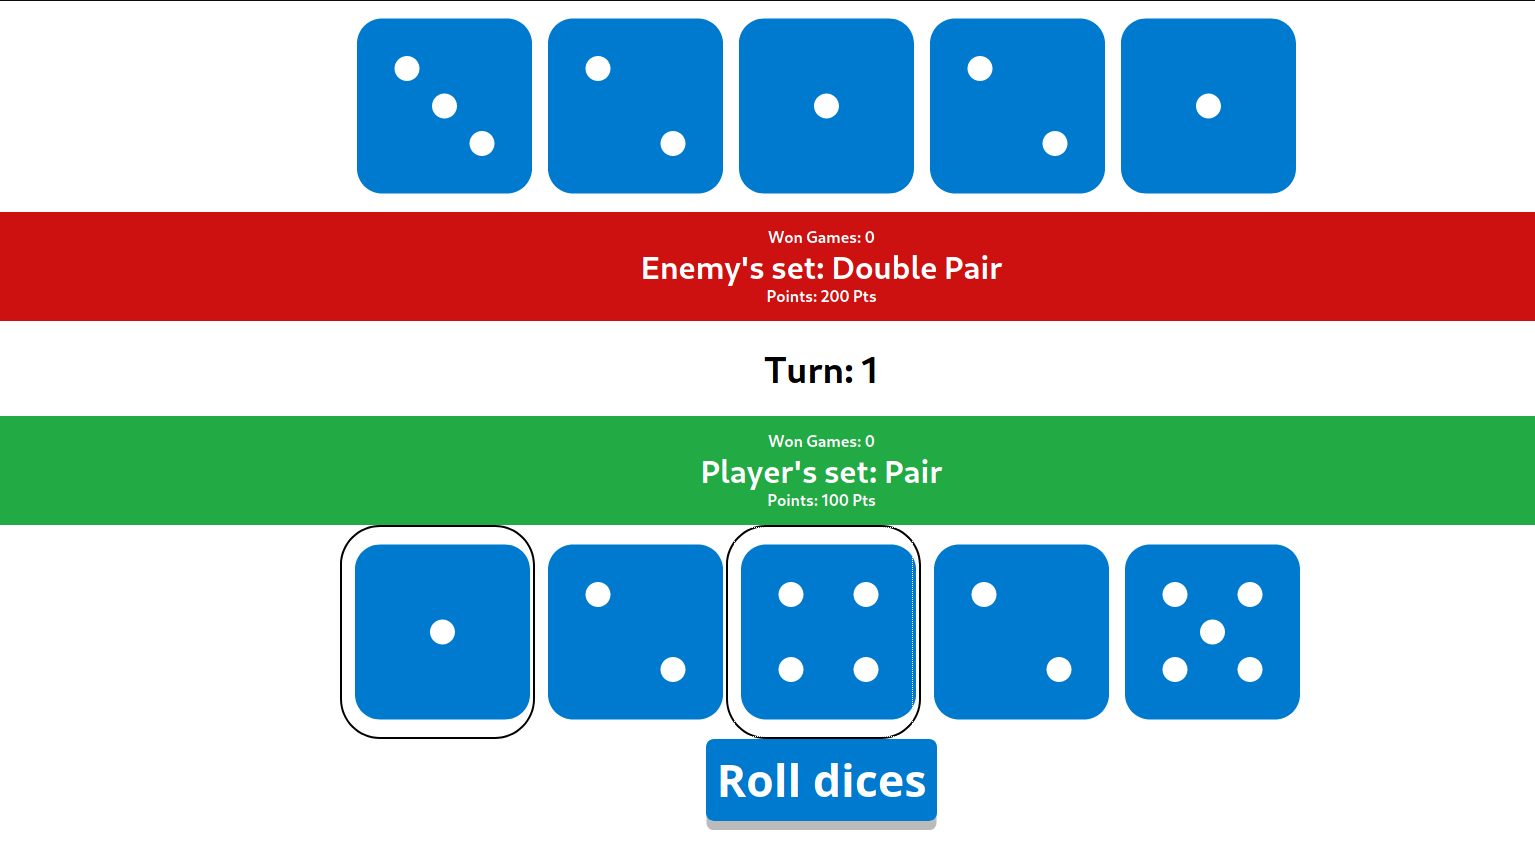 Won Games: 0
Enemy's set: Double Pair
Points: 200 Pts
Turn: 1
Won Games: 0
Player's set: Pair
Points: 100 Pts
Roll dices